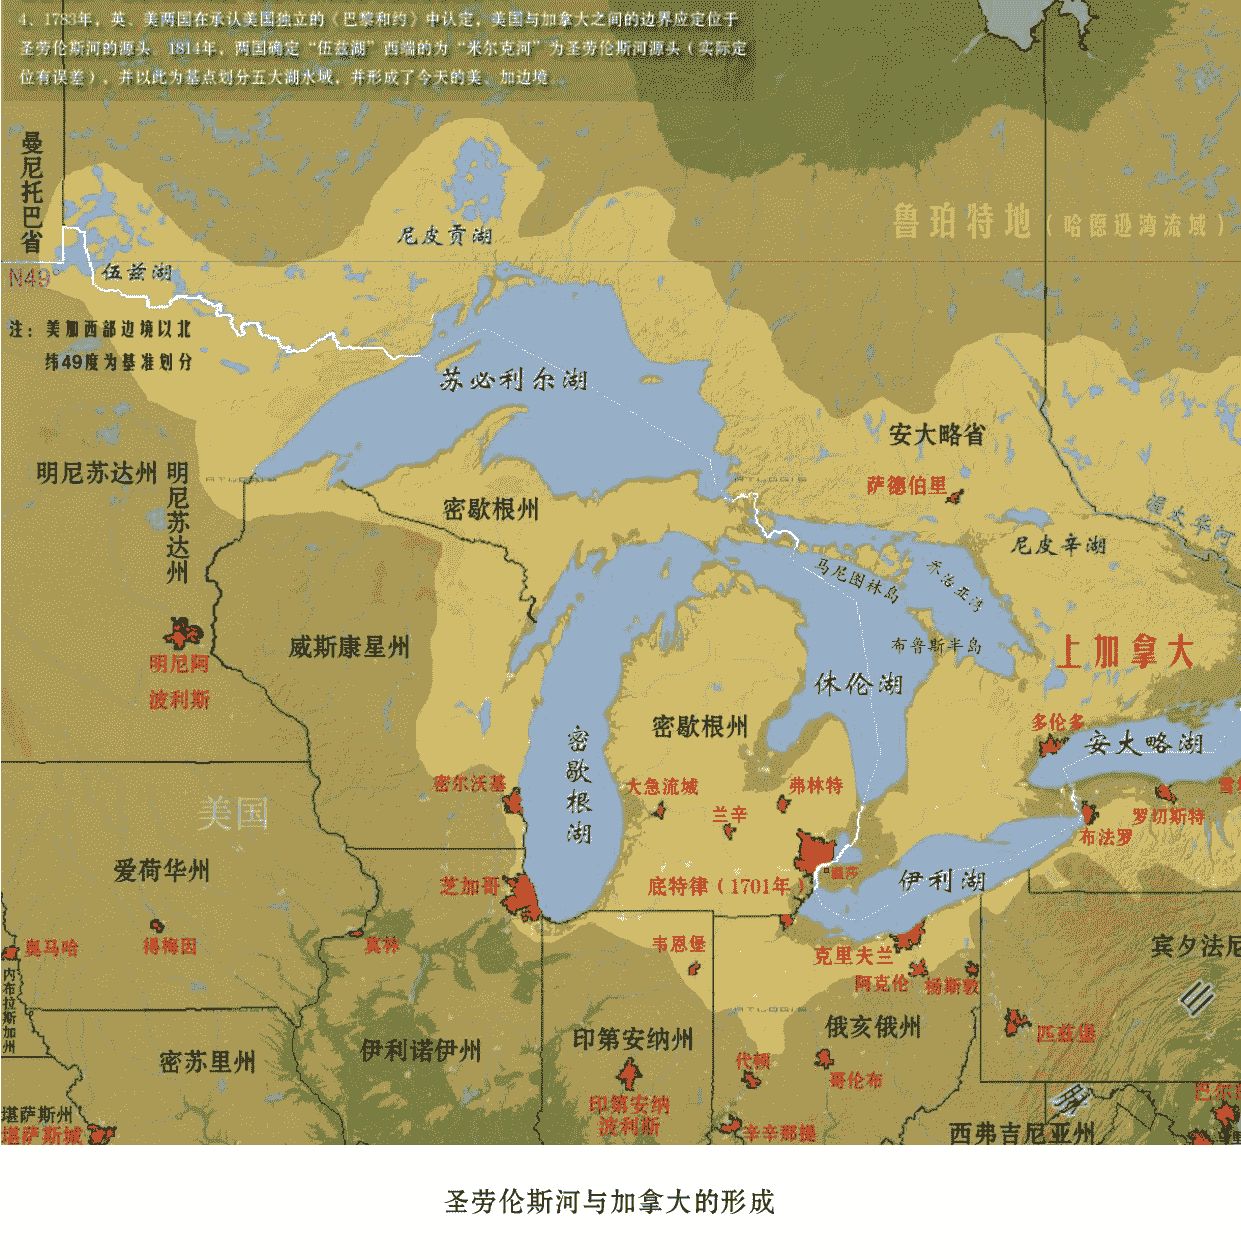 4、1783年，英、美两国在承认美国独立的《巴黎和约》中认定，美国与加拿大之间的边界应定位于
圣劳伦斯河的源头。1814年，两国确定“伍兹湖”西端的为“米尔克河”为圣劳伦斯河源头（实际定
位有误差），并以此为基点划分五大湖水域，并形成了今天的美、加边境
曼尼托巴省
尼皮贡湖
鲁珀特地（哈德逊湾流域）
N49°
伍兹湖
注：美加西部边境以北
纬49度为基准划分
苏必利尔湖
安大略省
萨德伯里
明尼苏达州
明尼苏达州
密歇根州
渥太华河
尼皮辛湖
马尼图林岛
乔治亚湾
布鲁斯半岛
威斯康星州
上加拿大
明尼阿
波利斯
休伦湖
密歇根州
多伦多
安大略湖
密歇根湖
密尔沃基
大急流城
弗林特
兰辛
罗切斯特
布法罗
美国
爱荷华州
芝加哥
底特律（1701年）
温莎
伊利湖
奥马哈
得梅因
莫林
韦恩堡
克里夫兰
阿克伦
杨斯敦
宾夕法尼
内布拉斯加州
俄亥俄州
匹兹堡
密苏里州
伊利诺伊州
印第安纳州
代顿
哥伦布
印第安纳
波利斯
堪萨斯州
堪萨斯城
辛辛那提
西弗吉尼亚州
圣劳伦斯河与加拿大的形成